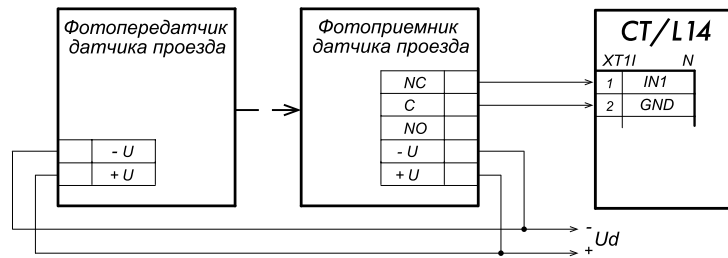 Фотопередатчик
датчика проезда
- U
+ U
Фотоприемник
датчика проезда
NC
C
NO
- U
+ U
CT/L14
XT1I N
1 IN1
2 GND
-
Ud
+